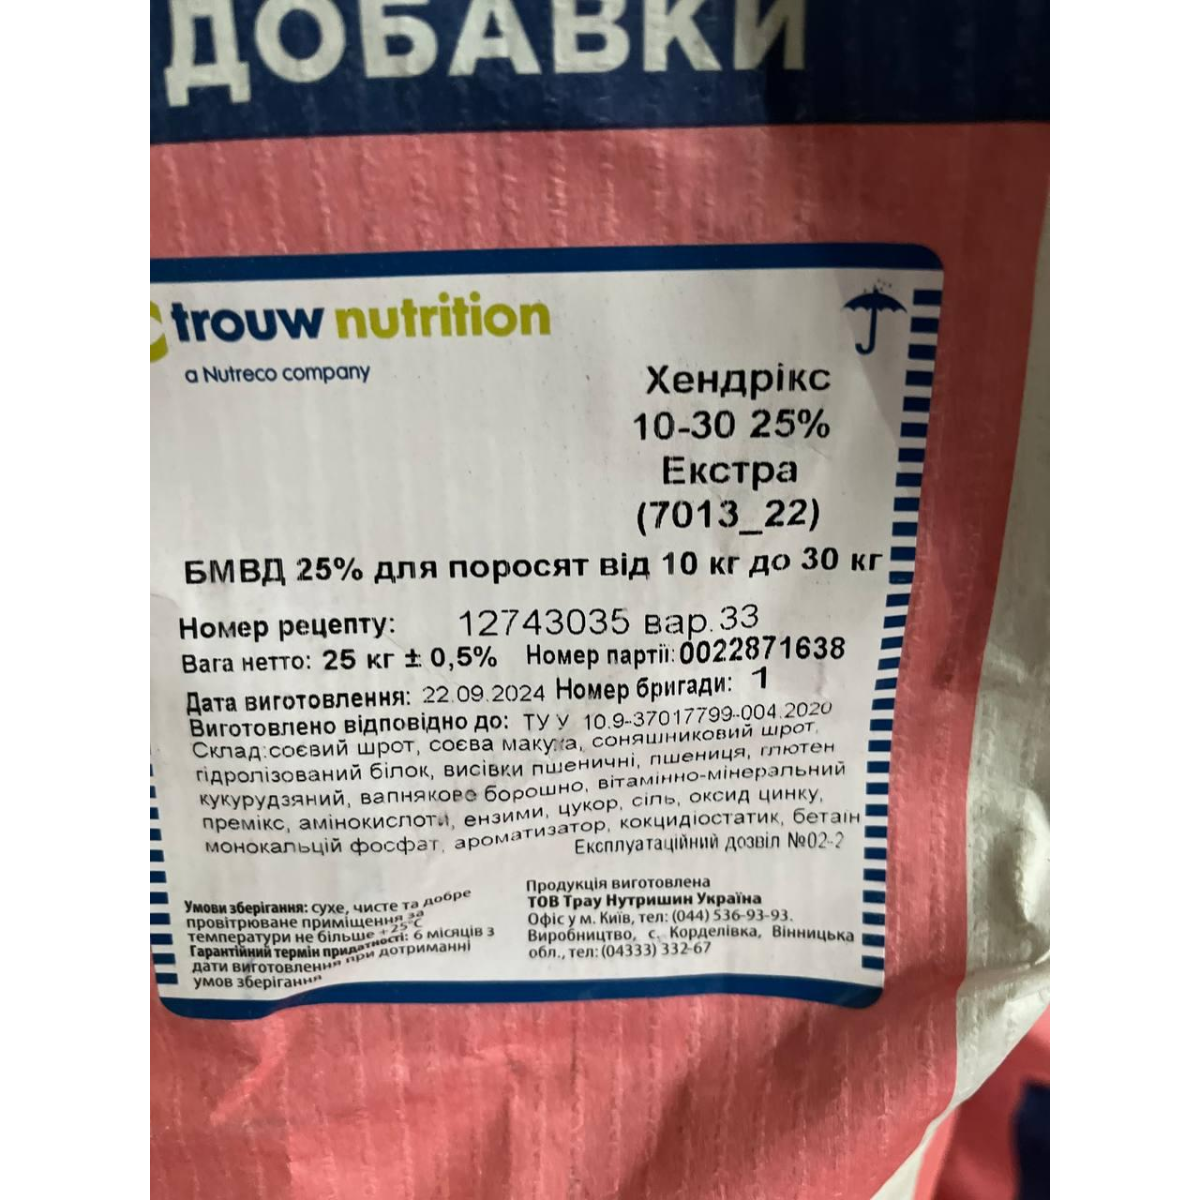 ДОБАВКИ
trouw nutrition
a Nutreco company
Хендрікс
10-30 25%
Екстра
(7013_22)
БМВД 25% для поросят від 10 кг до 30 кг
Номер рецепту: 12743035 вар.33
Вага нетто: 25 кг ± 0,5% Номер партії: 0022871638
Дата виготовлення: 22.09.2024 Номер бригади: 1
Виготовлено відповідно до: ТУ У 10.9-37017799-004.2020
Склад:соєвий шрот, соєва макуха, соняшниковий шрот,
гідролізований білок, висівки пшеничні, пшениця, глютен
кукурудзяний, вапнякове борошно, вітамінно-мінеральний
премікс, амінокислоти, ензими, цукор, сіль, оксид цинку,
монокальцій фосфат, ароматизатор, кокцидіостатик, бетаїн
Експлуатаційний дозвіл №02-2
Умови зберігання: сухе, чисте та добре
провітрюване приміщення за
температури не більше +25°С
Гарантійний термін придатності: 6 місяців з
дати виготовлення при дотриманні
умов зберігання
Продукція виготовлена
ТОВ Трау Нутришин Україна
Офіс у м. Київ, тел: (044) 536-93-93.
Виробництво, с. Корделівка, Вінницька
обл., тел: (04333) 332-67